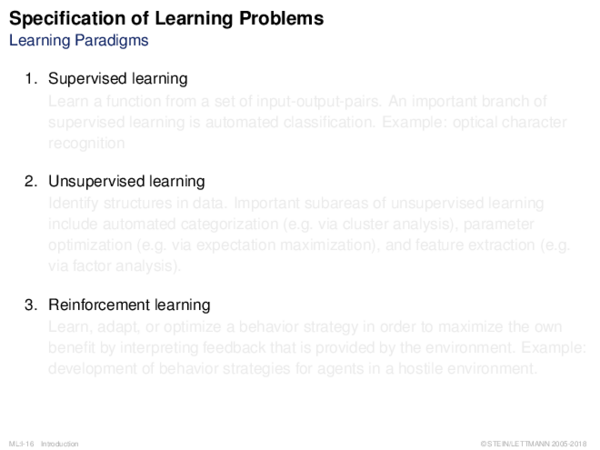 Specification of Learning Problems
Learning Paradigms
1. Supervised learning
Learn a function from a set of input-output-pairs. An important branch of
supervised learning is automated classification. Example: optical character
recognition
2. Unsupervised learning
Identify structures in data. Important subareas of unsupervised learning
include automated categorization (e.g. via cluster analysis), parameter
optimization (e.g. via expectation maximization), and feature extraction (e.g.
via factor analysis).
3. Reinforcement learning
Learn, adapt, or optimize a behavior strategy in order to maximize the own
benefit by interpreting feedback that is provided by the environment. Example:
development of behavior strategies for agents in a hostile environment.
ML:I-16 Introduction
© STEIN/LETTMANN 2005-2018